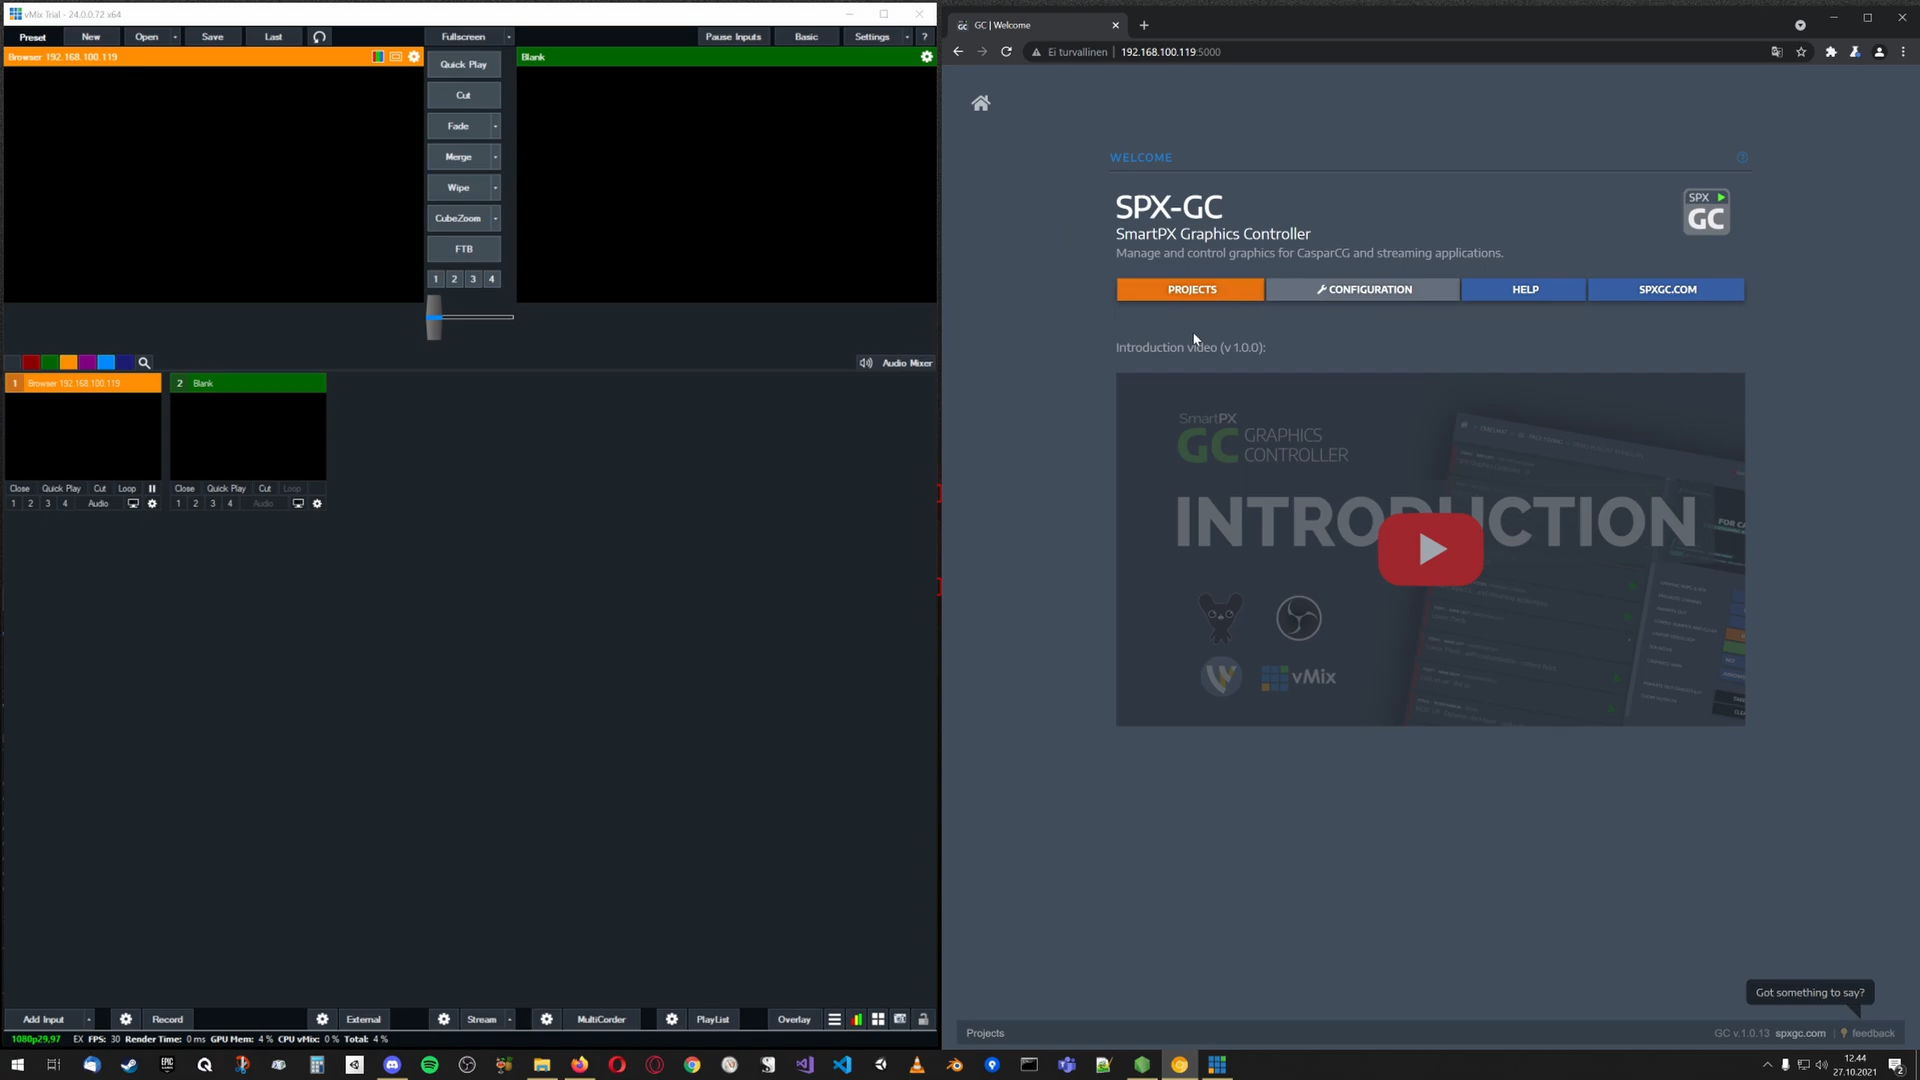 vMix Trial - 24.0.0.72 x64
Preset New Open Save Last Fullscreen Pause Inputs Basic Settings ?
Browser 192.168.100.119
Blank
Quick Play
Cut
Fade
Merge
Wipe
CubeZoom
FTB
1 2 3 4
Audio Mixer
1 Browser 192.168.100.119
2 Blank
Close Quick Play Cut Loop
Close Quick Play Cut Loop
1 2 3 4 Audio
1 2 3 4 Audio
Add Input Record External Stream MultiCorder PlayList Overlay
1080p29,97 EX FPS: 30 Render Time: 0 ms GPU Mem: 4 % CPU vMix: 0 % Total: 4 %
GC | Welcome
Ei turvallinen 192.168.100.119:5000
WELCOME
SPX-GC
SmartPX Graphics Controller
Manage and control graphics for CasparCG and streaming applications.
SPX
GC
PROJECTS CONFIGURATION HELP SPXGC.COM
Introduction video (v 1.0.0):
SmartPX
GC GRAPHICS CONTROLLER
INTRODUCTION
vMix
Got something to say?
Projects
GC v.1.0.13 spxgc.com feedback
12.44
27.10.2021